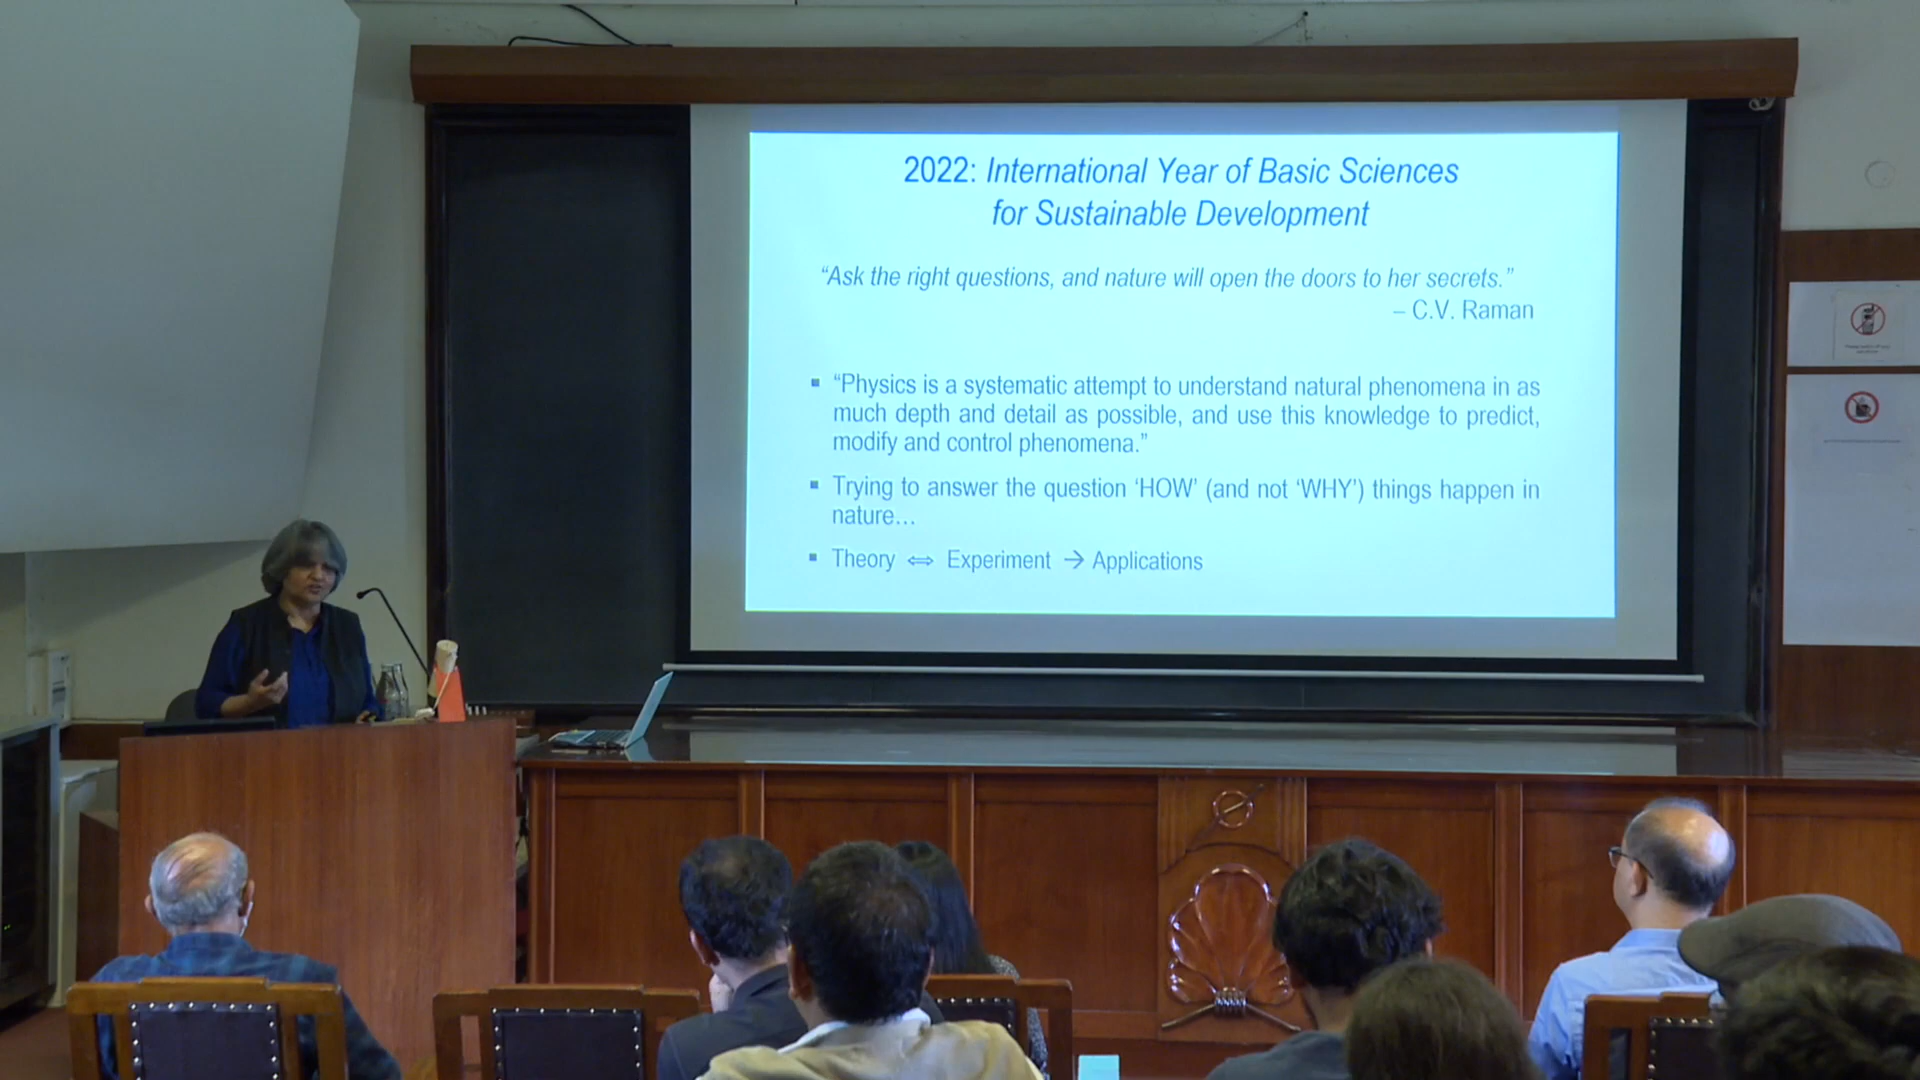 2022: International Year of Basic Sciences
for Sustainable Development
“Ask the right questions, and nature will open the doors to her secrets.”
– C.V. Raman
▪ “Physics is a systematic attempt to understand natural phenomena in as
much depth and detail as possible, and use this knowledge to predict,
modify and control phenomena.”
▪ Trying to answer the question ‘HOW’ (and not ‘WHY’) things happen in
nature…
▪ Theory ⇔ Experiment → Applications